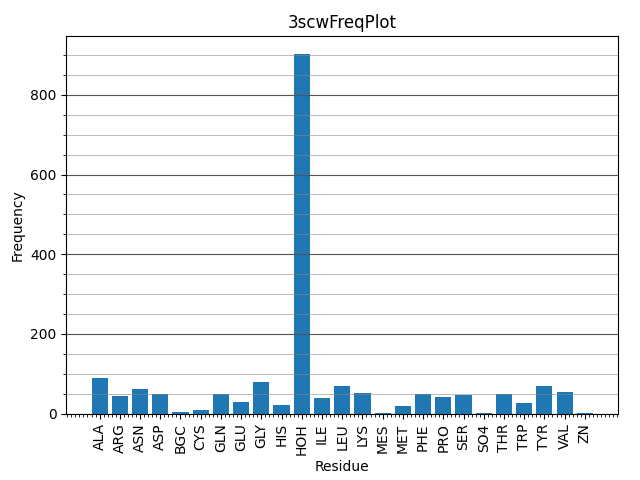 3scwFreqPlot
Frequency
800
600
400
200
0
ALA ARG ASN ASP BGC CYS GLN GLU GLY HIS HOH ILE LEU LYS MES MET PHE PRO SER SO4 THR TRP TYR VAL ZN
Residue